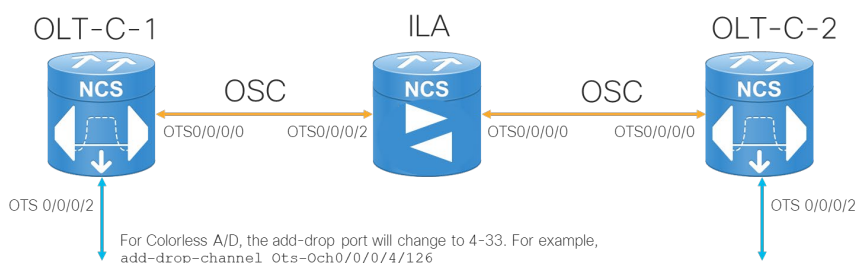 OLT-C-1
ILA
OLT-C-2
NCS
NCS
NCS
OSC
OSC
OTS0/0/0/0
OTS0/0/0/2
OTS0/0/0/0
OTS0/0/0/0
OTS 0/0/0/2
OTS 0/0/0/2
For Colorless A/D, the add-drop port will change to 4-33. For example,
add-drop-channel Ots-Och0/0/0/4/126